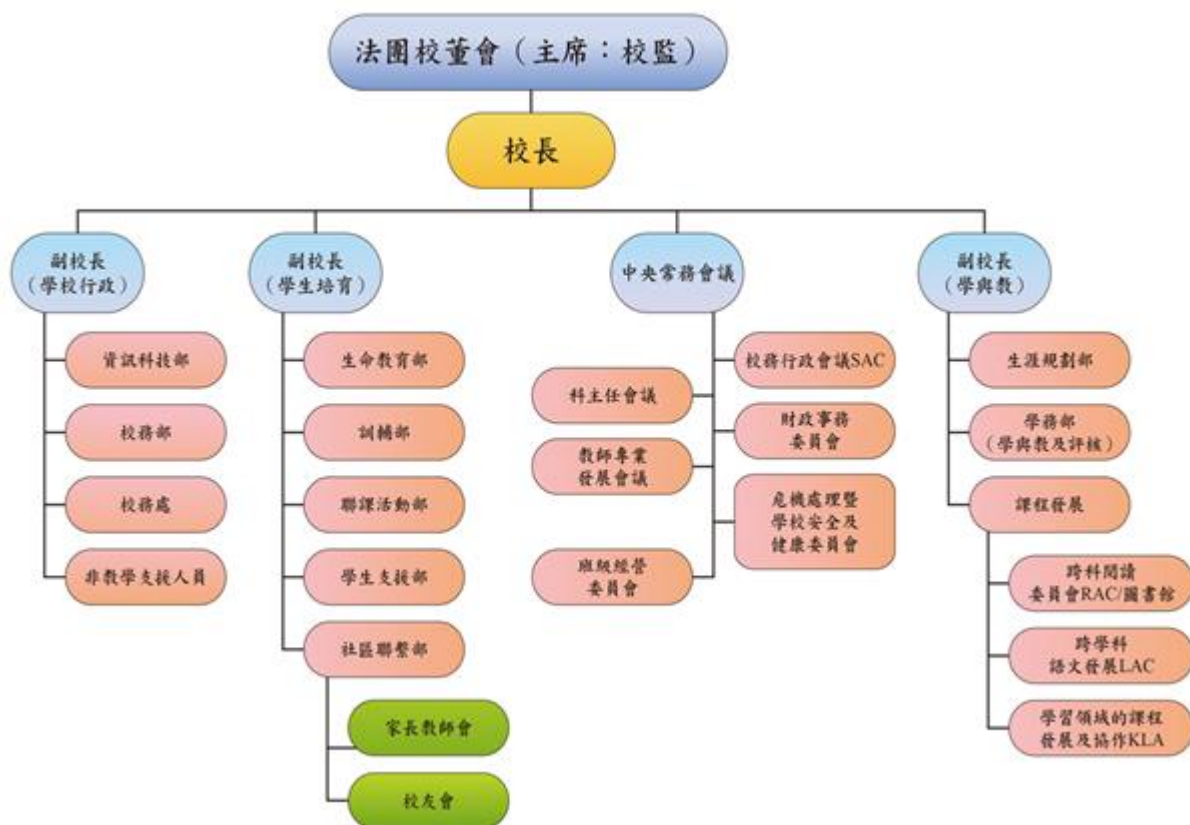 法團校董會（主席：校監）
校長
副校長
（學校行政）
資訊科技部
校務部
校務處
非教學支援人員
副校長
（學生培育）
生命教育部
訓輔部
聯課活動部
學生支援部
社區聯繫部
家長教師會
校友會
中央常務會議
校務行政會議SAC
科主任會議
財政事務
委員會
教師專業
發展會議
危機處理暨
學校安全及
健康委員會
班級經營
委員會
副校長
（學與教）
生涯規劃部
學務部
（學與教及評核）
課程發展
跨科閱讀
委員會RAC/圖書館
跨學科
語文發展LAC
學習領域的課程
發展及協作KLA